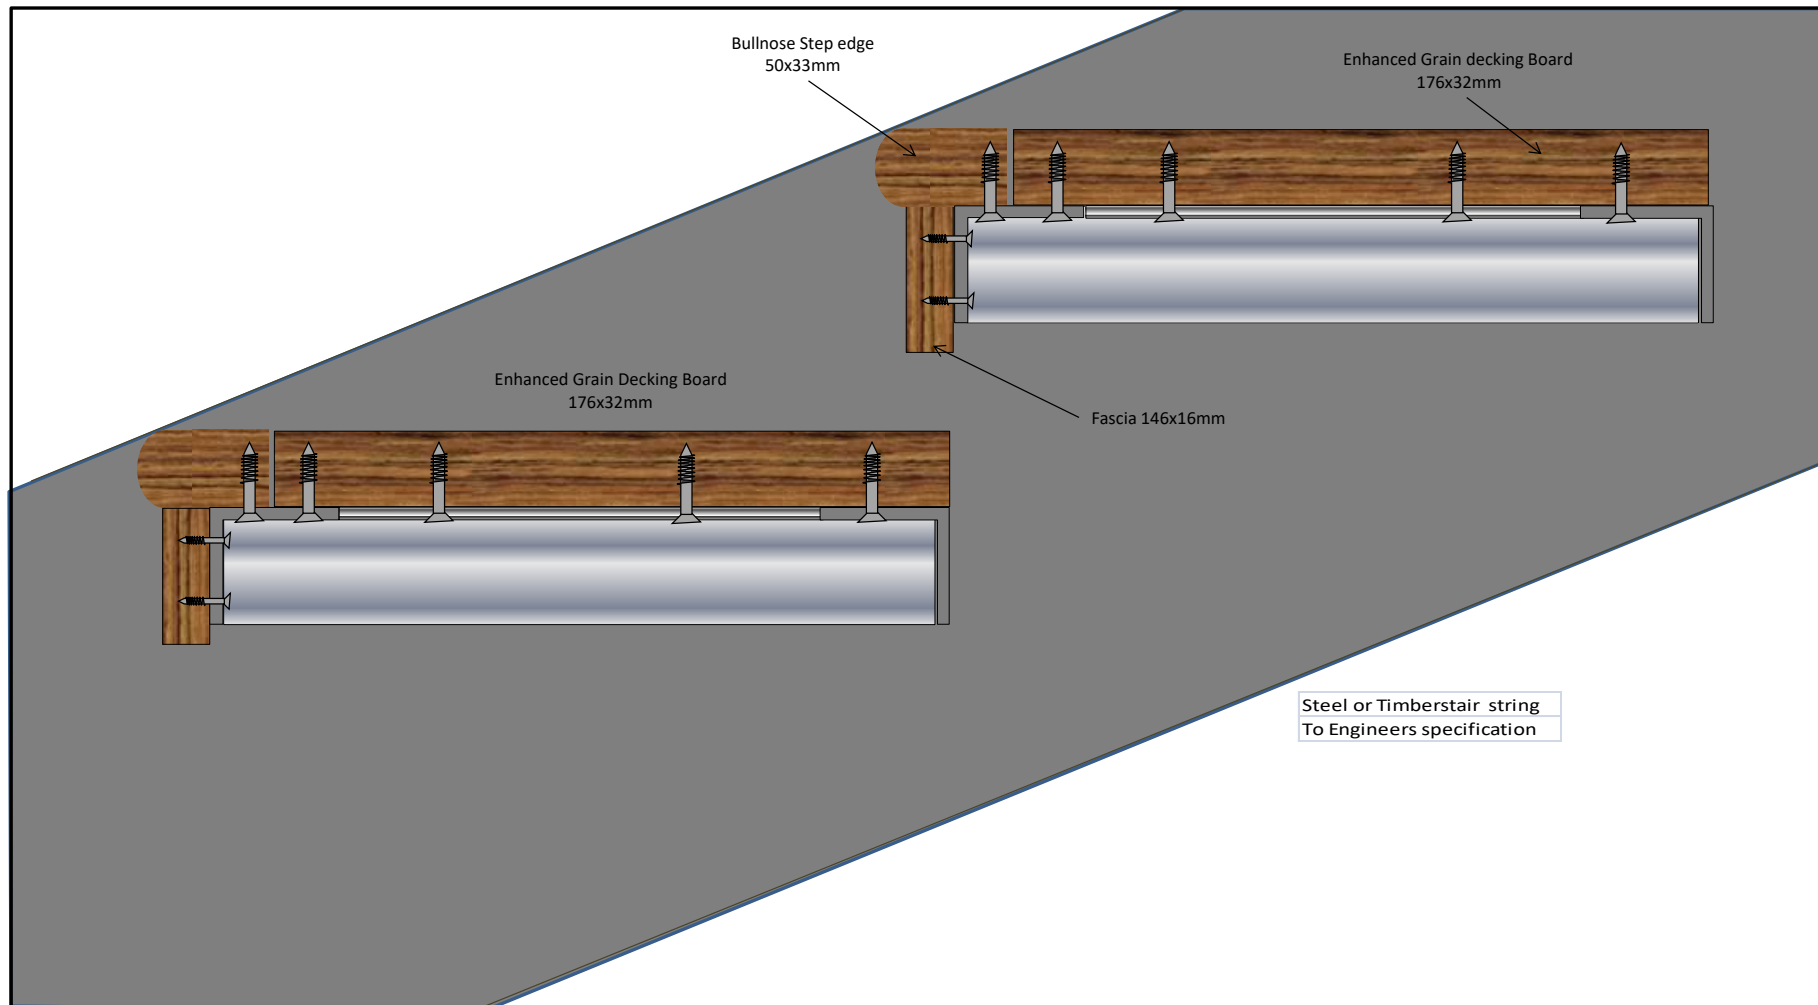 Bullnose Step edge
50x33mm
Enhanced Grain decking Board
176x32mm
Enhanced Grain Decking Board
176x32mm
Fascia 146x16mm
Steel or Timberstair string
To Engineers specification